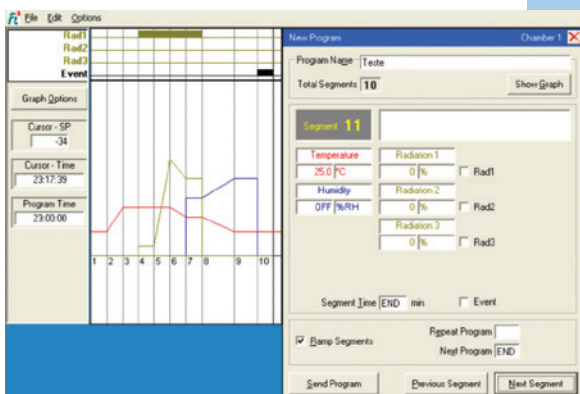 File Edit Options
Rad1
Rad2
Rad3
Event
Graph Options
Cursor - SP
-34
Cursor - Time
23:17:39
Program Time
23:00:00
1 2 3 4 5 6 7 8 9 10
New Program Chamber 1
Program Name Teste
Total Segments 10 Show Graph
Segment 11
Temperature Radiation 1
25.0 °C 0 % Rad1
Humidity Radiation 2
OFF %RH 0 % Rad2
Radiation 3
0 % Rad3
Segment Time END min Event
Ramp Segments Repeat Program
Next Program END
Send Program Previous Segment Next Segment